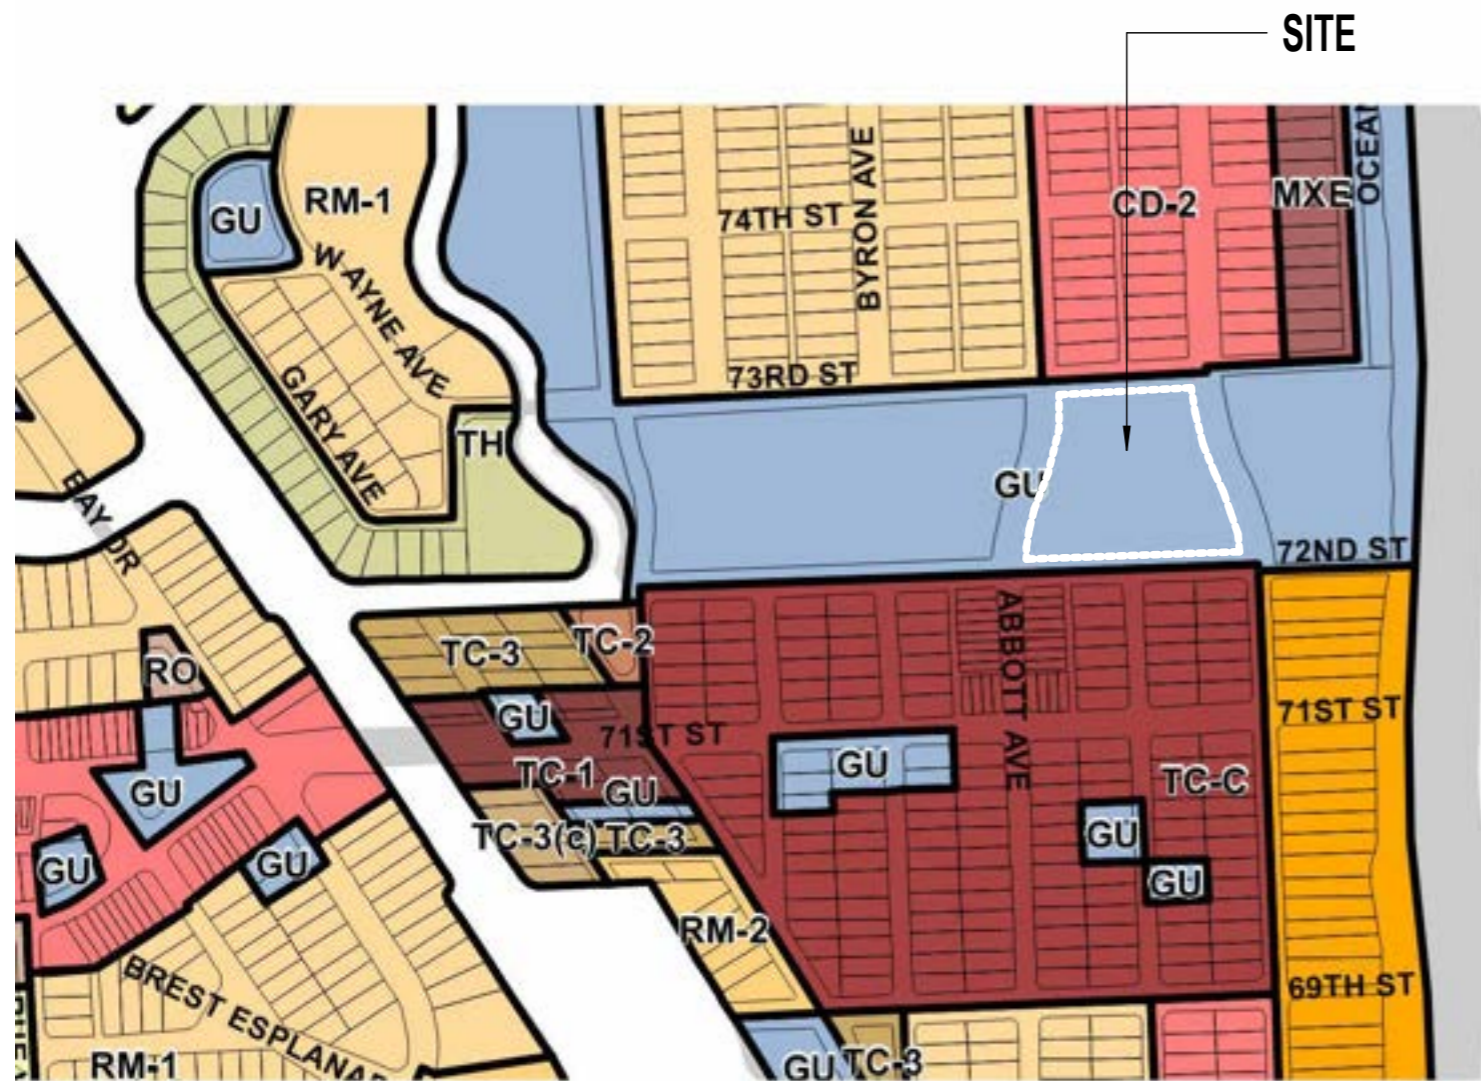 SITE
OCEAN
RM-1
GU
CD-2
MXE
74TH ST
BYRON AVE
WAYNE AVE
73RD ST
GARY AVE
TH
GU
BAY DR
72ND ST
ABBOTT AVE
TC-3
TC-2
RO
GU
71ST ST
71ST ST
GU
TC-1
GU
TC-C
GU
TC-3(c)
TC-3
GU
GU
GU
GU
RM-2
BREST ESPLANAD
69TH ST
RM-1
GU
TC-3